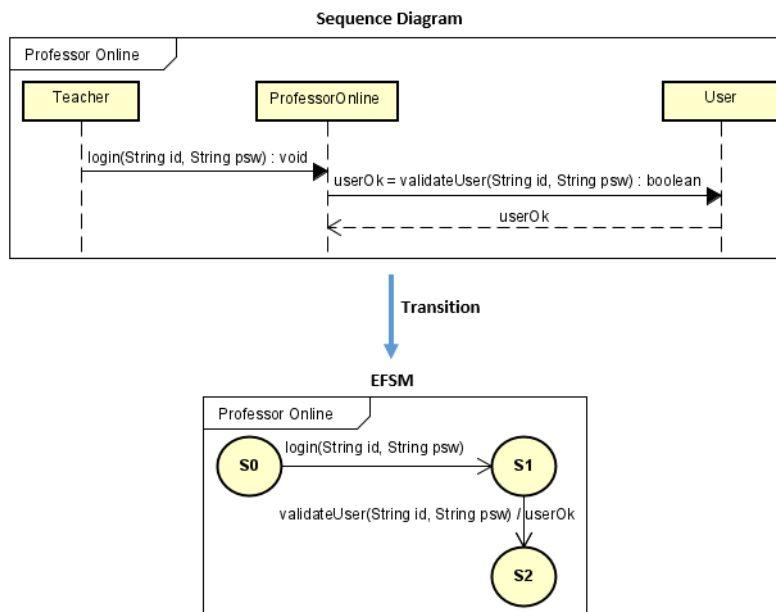 Sequence Diagram
Professor Online
Teacher
ProfessorOnline
User
login(String id, String psw) : void
userOk = validateUser(String id, String psw) : boolean
userOk
Transition
EFSM
Professor Online
S0
login(String id, String psw)
S1
validateUser(String id, String psw) / userOk
S2